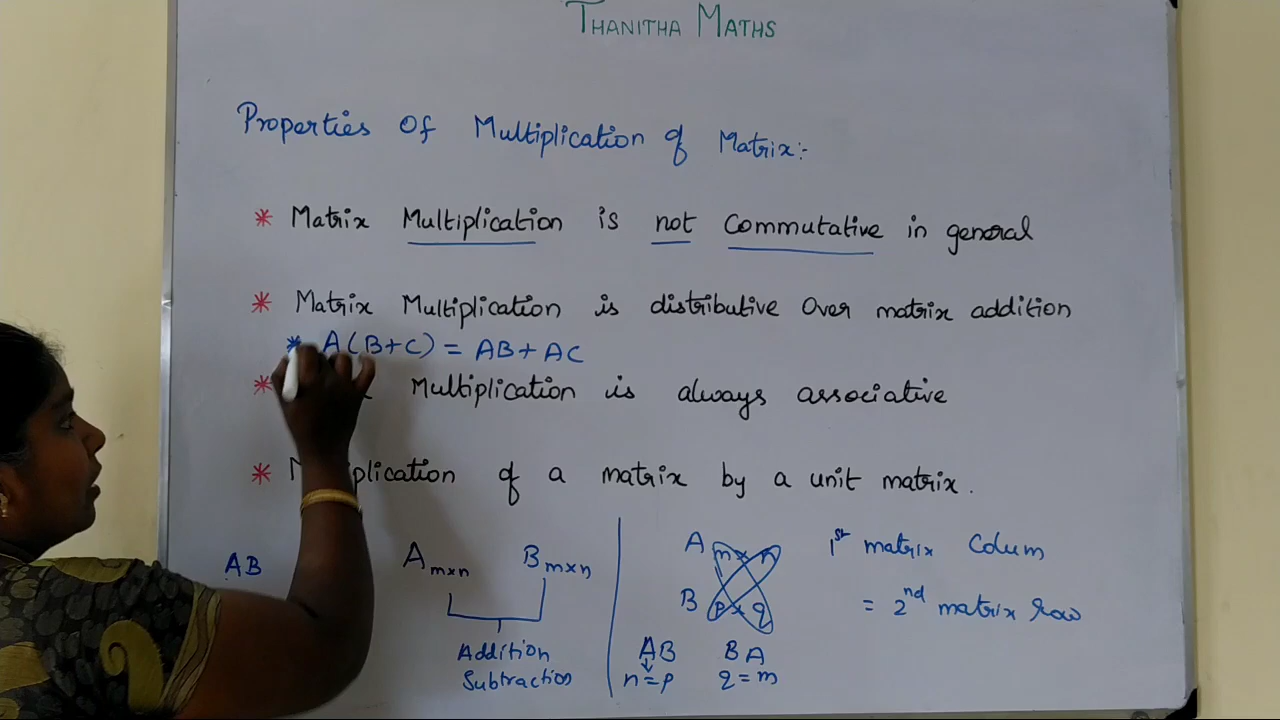 THANITHA MATHS
Properties Of Multiplication of Matrix:-
* Matrix Multiplication is not Commutative in general
* Matrix Multiplication is distributive Over matrix addition
* A(B+C) = AB + AC
* Multiplication is always associative
* Multiplication of a matrix by a unit matrix.
AB
A m×n B m×n
Addition
Subtraction
A m × n
B p × q
AB BA
n = p q = m
1st matrix Colum
= 2nd matrix row